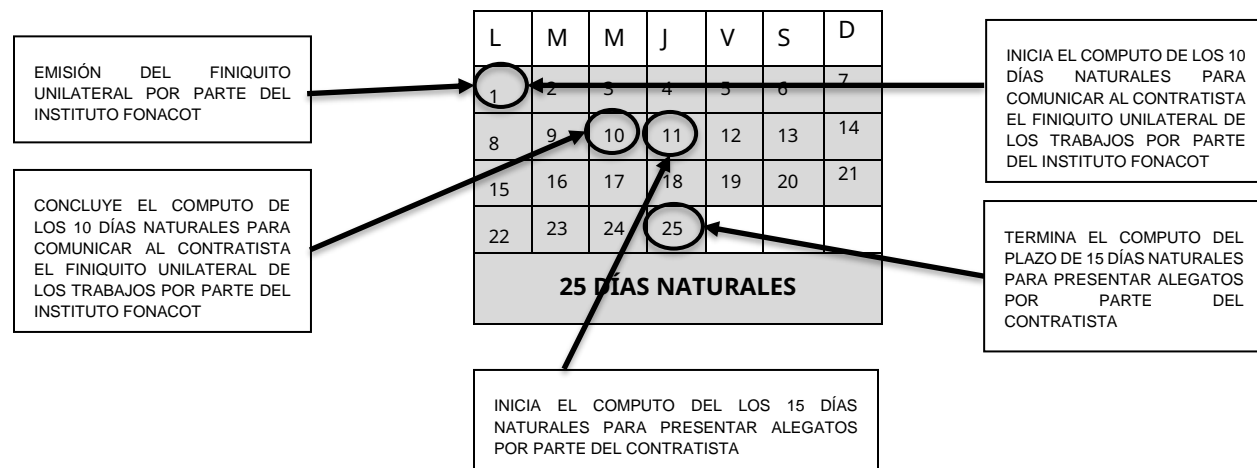 EMISIÓN DEL FINIQUITO
UNILATERAL POR PARTE DEL
INSTITUTO FONACOT
CONCLUYE EL COMPUTO DE
LOS 10 DÍAS NATURALES PARA
COMUNICAR AL CONTRATISTA
EL FINIQUITO UNILATERAL DE
LOS TRABAJOS POR PARTE DEL
INSTITUTO FONACOT
L M M J V S D
1 2 3 4 5 6 7
8 9 10 11 12 13 14
15 16 17 18 19 20 21
22 23 24 25
25 DÍAS NATURALES
INICIA EL COMPUTO DE LOS 10
DÍAS NATURALES PARA
COMUNICAR AL CONTRATISTA
EL FINIQUITO UNILATERAL DE
LOS TRABAJOS POR PARTE
DEL INSTITUTO FONACOT
TERMINA EL COMPUTO DEL
PLAZO DE 15 DÍAS NATURALES
PARA PRESENTAR ALEGATOS
POR PARTE DEL
CONTRATISTA
INICIA EL COMPUTO DEL LOS 15 DÍAS
NATURALES PARA PRESENTAR ALEGATOS
POR PARTE DEL CONTRATISTA